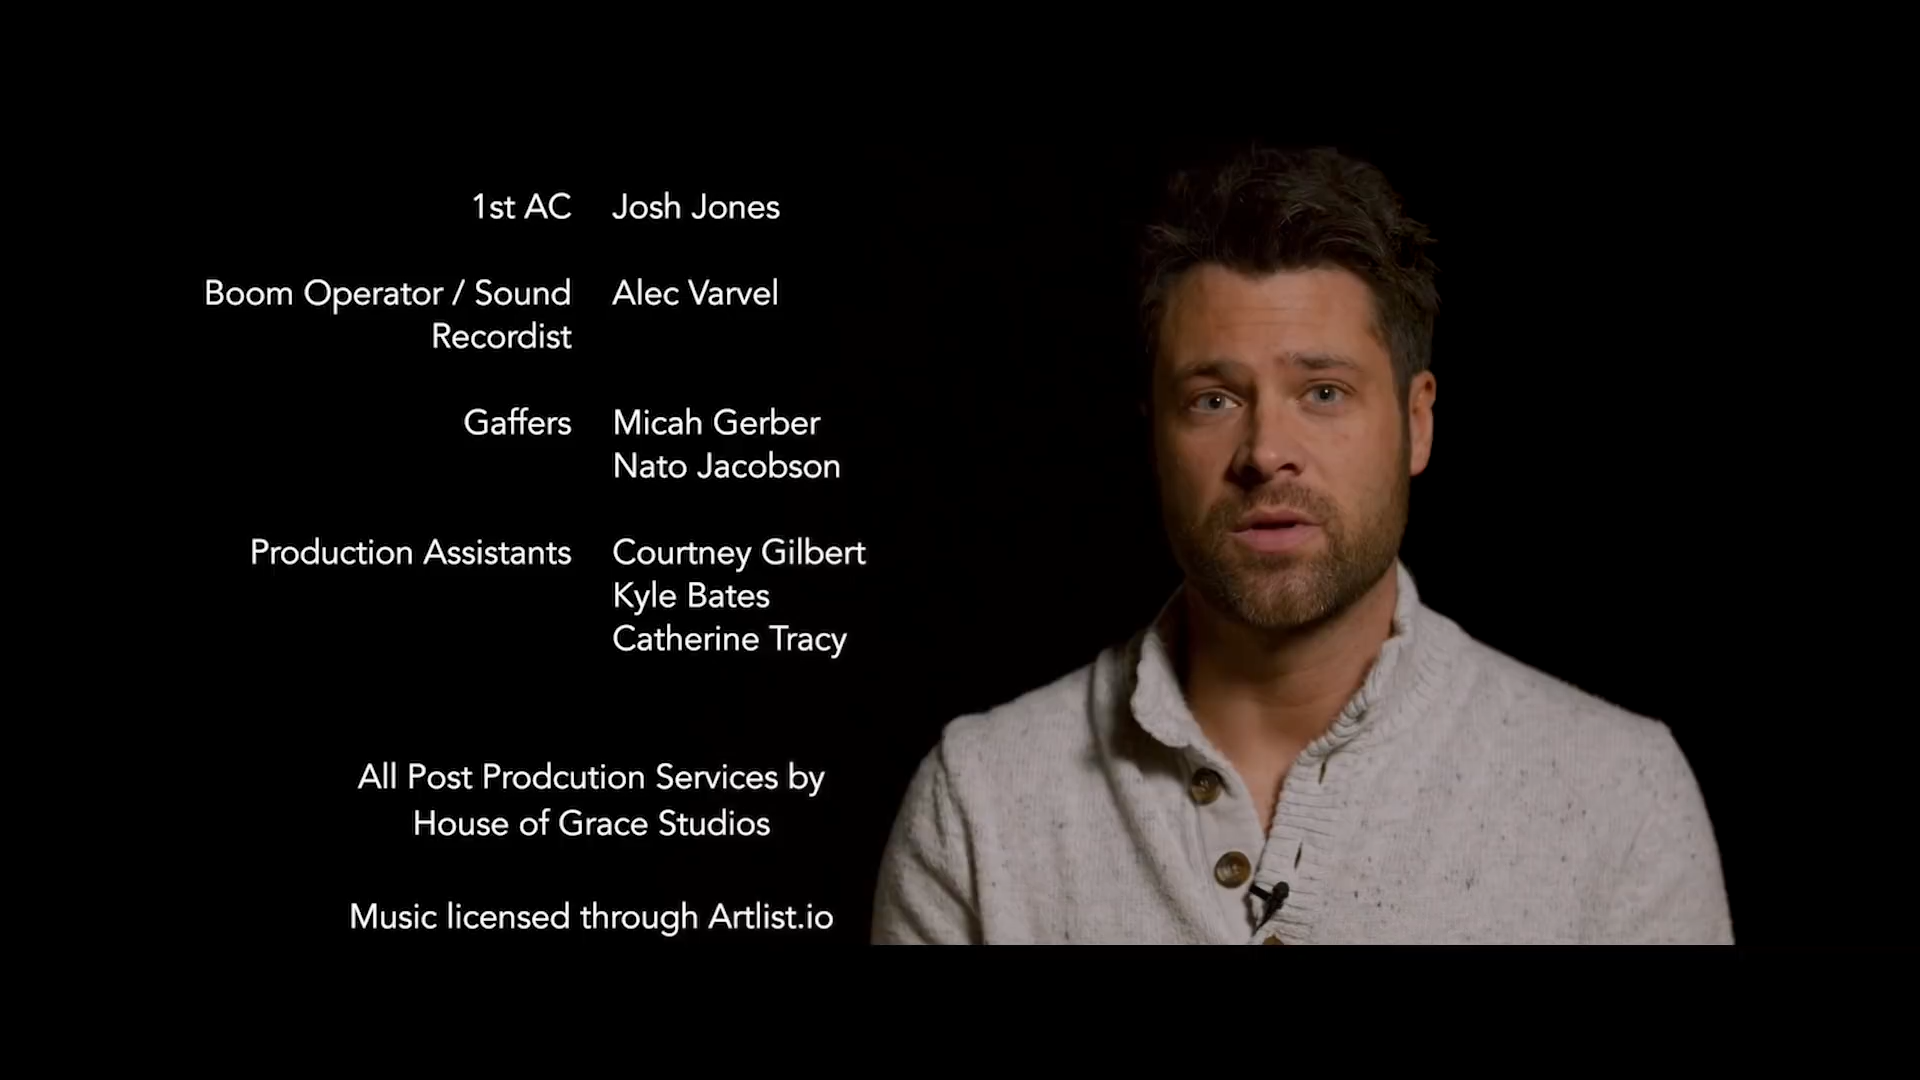 1st AC Josh Jones
Boom Operator / Sound Alec Varvel
Recordist
Gaffers Micah Gerber
Nato Jacobson
Production Assistants Courtney Gilbert
Kyle Bates
Catherine Tracy
All Post Prodcution Services by
House of Grace Studios
Music licensed through Artlist.io